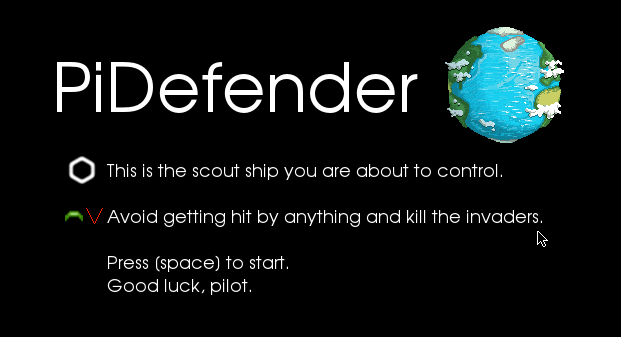 PiDefender
This is the scout ship you are about to control.
Avoid getting hit by anything and kill the invaders.
Press (space) to start.
Good luck, pilot.